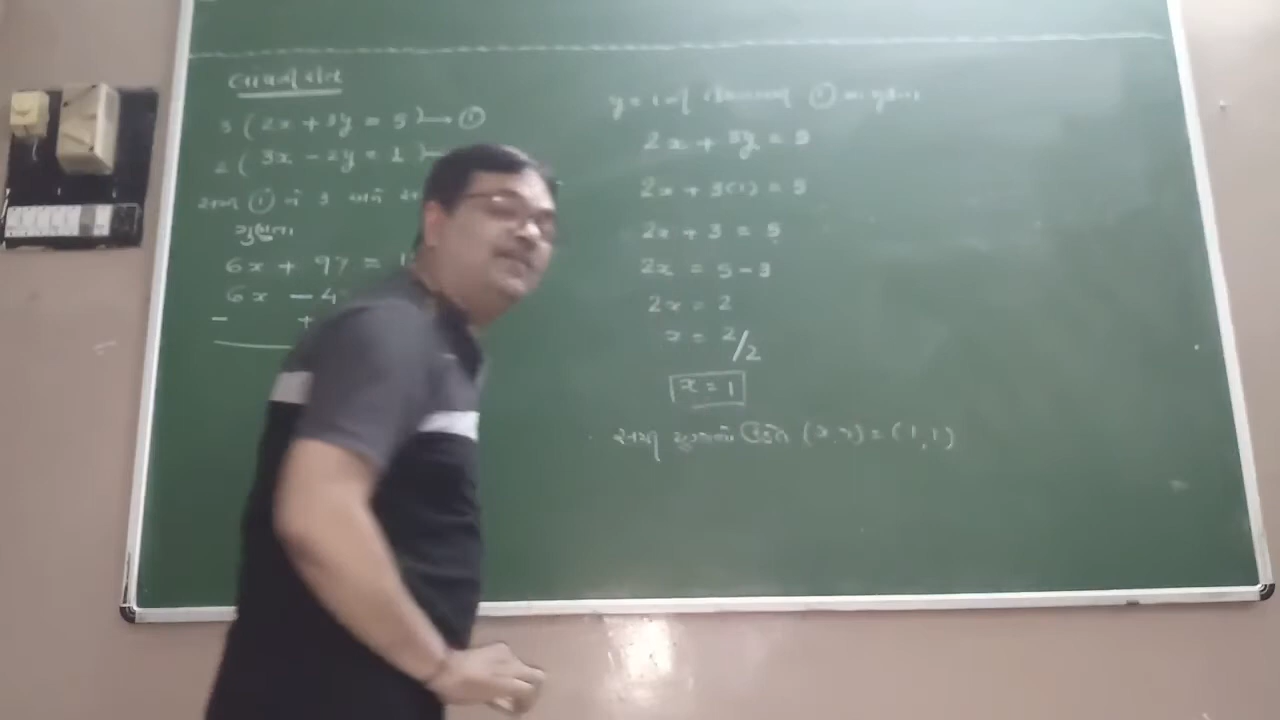 લોપની રીત
3 ( 2x + 3y = 5 ) → ①
2 ( 3x - 2y = 1 ) →
સમી ① ને 3 અને
ગુણતા
6x + 9y = 1
6x - 4
- +
y = 1 ની કિંમત સમી ① માં મુકતા
2x + 3y = 5
2x + 3(1) = 5
2x + 3 = 5
2x = 5 - 3
2x = 2
x = 2/2
x = 1
સમી યુગ્મનો ઉકેલ (x, y) = (1, 1)